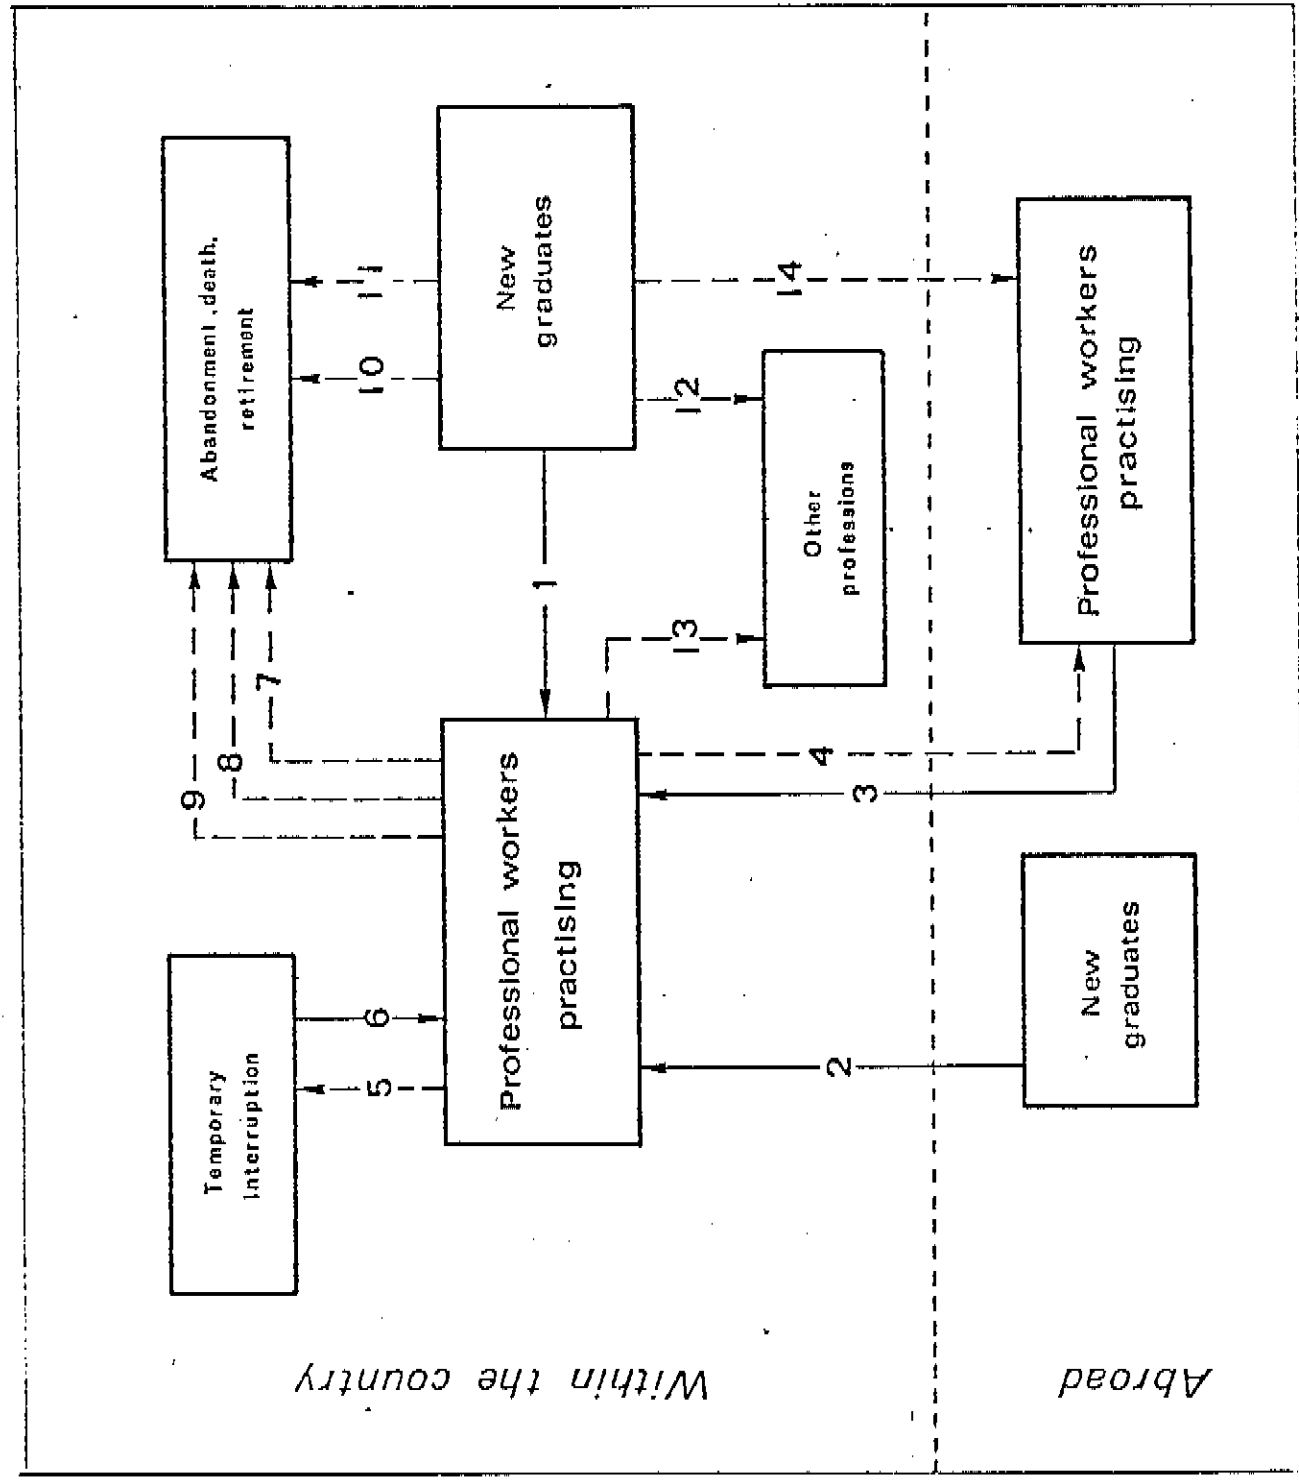 Abandonment,death,
retirement
Temporary
Interruption
11
10
9
8
7
6
5
New
graduates
Professional workers
practising
1
14
12
13
Other
professions
4
3
2
Professional workers
practising
New
graduates
Within the country
Abroad